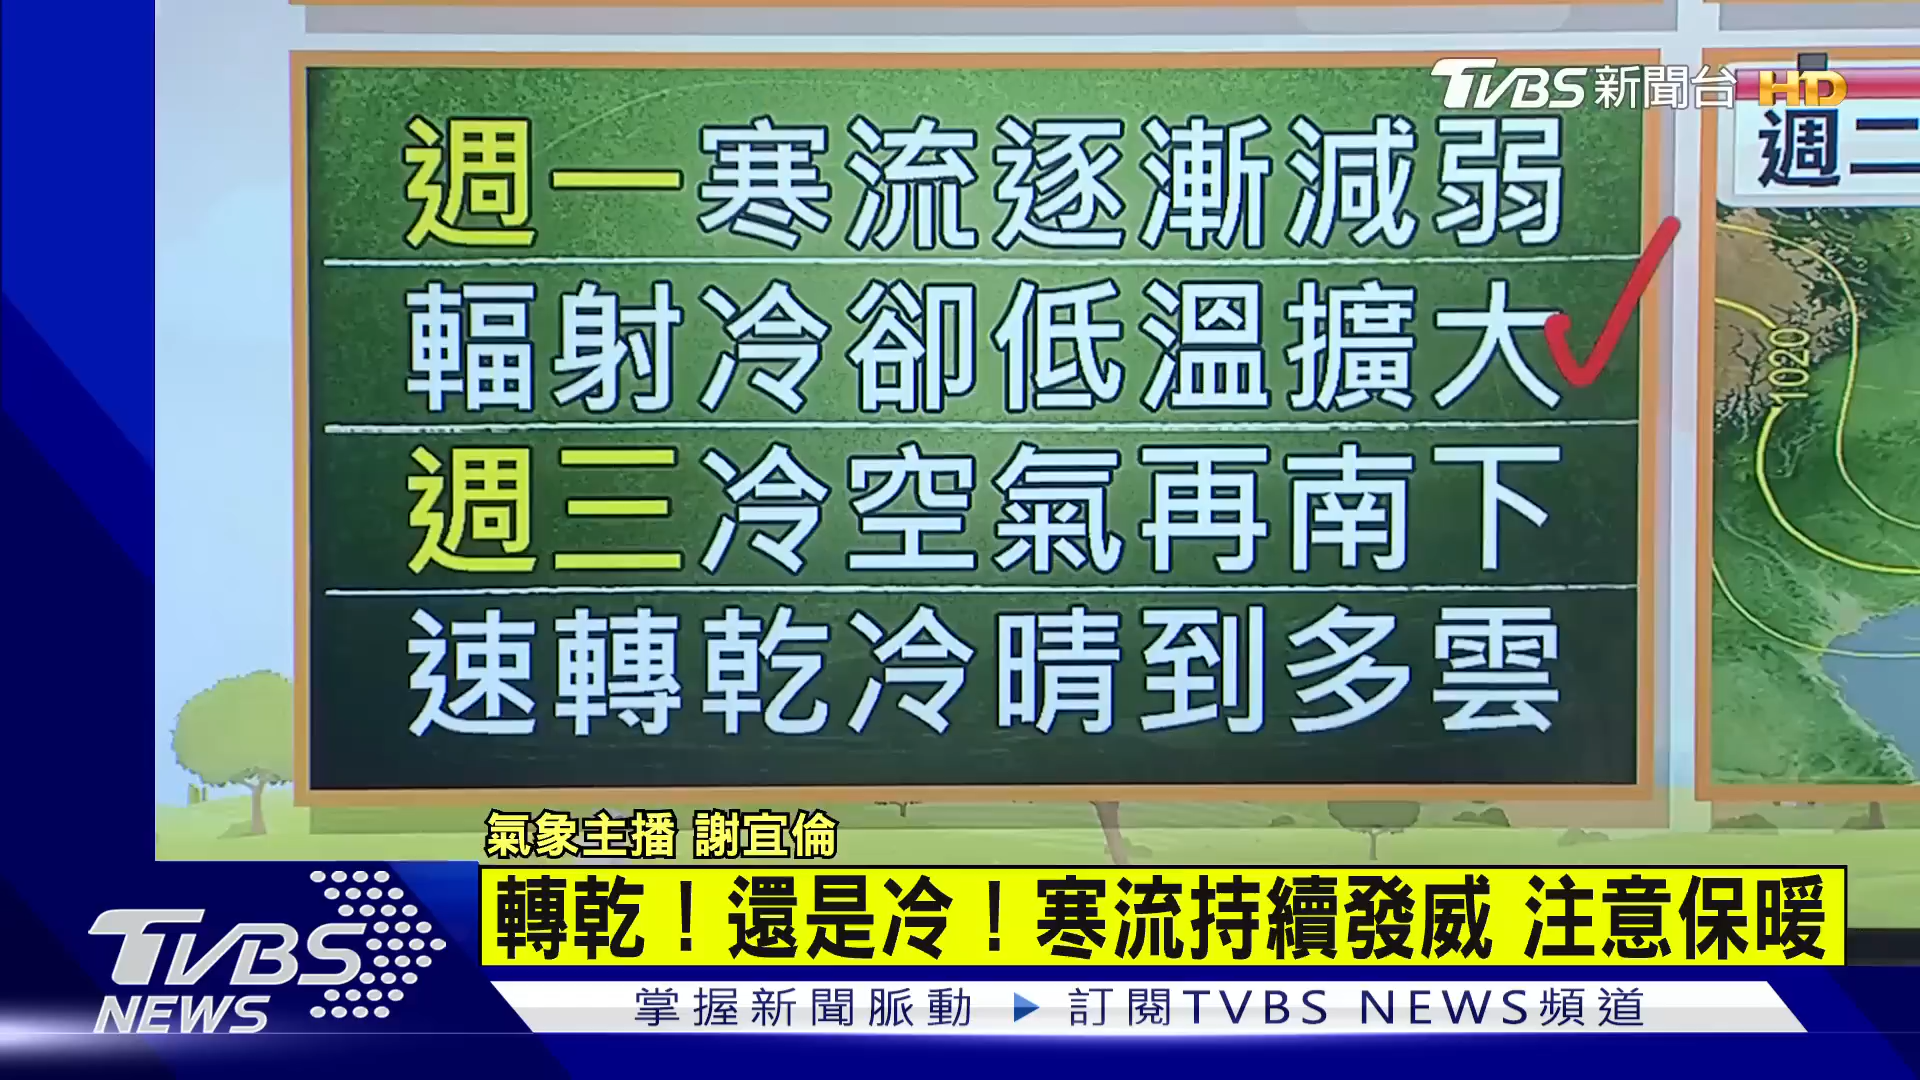 TVBS新聞台 HD
週一寒流逐漸減弱
輻射冷卻低溫擴大
週三冷空氣再南下
速轉乾冷晴到多雲
週二
1020
氣象主播 謝宜倫
轉乾!還是冷!寒流持續發威 注意保暖
TVBS NEWS
掌握新聞脈動 ▶ 訂閱TVBS NEWS頻道